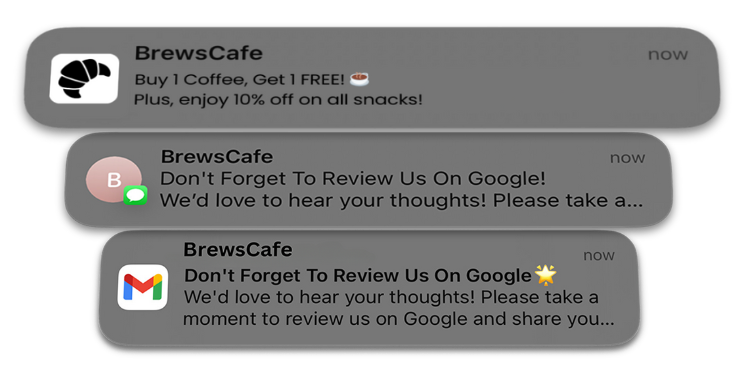 BrewsCafe
now
Buy 1 Coffee, Get 1 FREE! ☕
Plus, enjoy 10% off on all snacks!
B
BrewsCafe
now
Don't Forget To Review Us On Google!
We'd love to hear your thoughts! Please take a...
BrewsCafe
now
Don't Forget To Review Us On Google🌟
We'd love to hear your thoughts! Please take a
moment to review us on Google and share you...